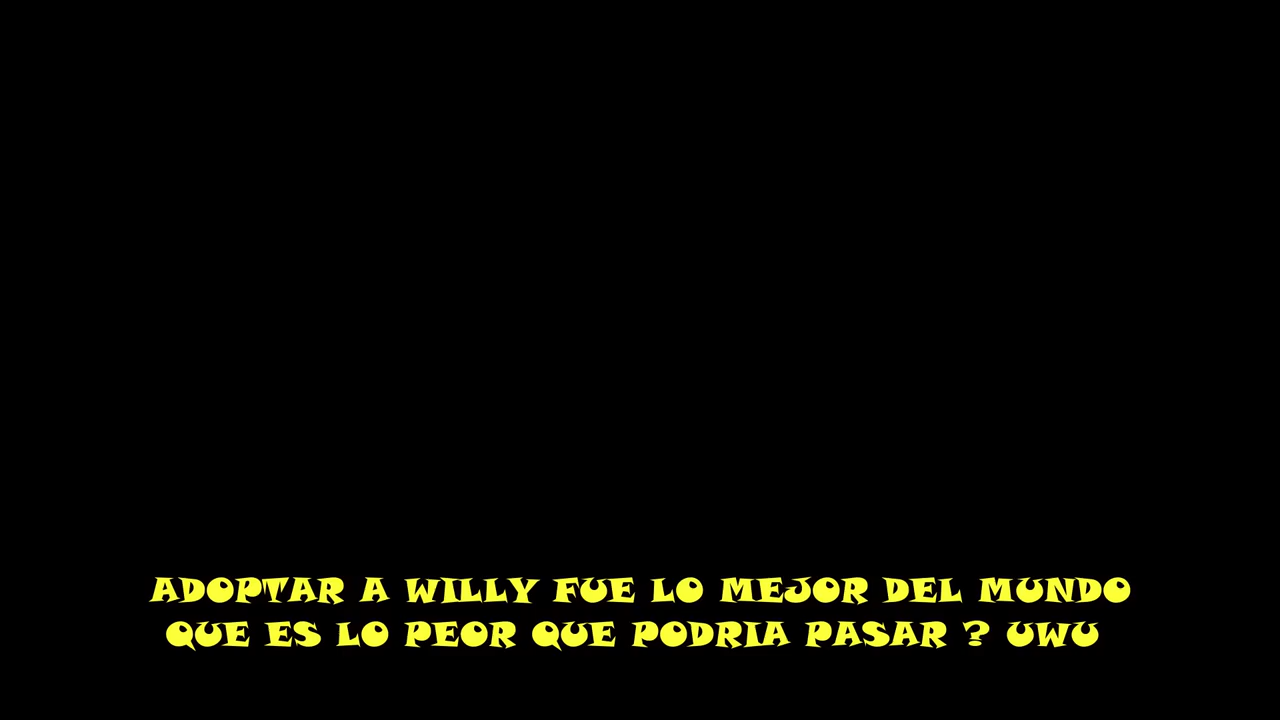 ADOPTAR A WILLY FUE LO MEJOR DEL MUNDO
QUE ES LO PEOR QUE PODRIA PASAR ? UWU